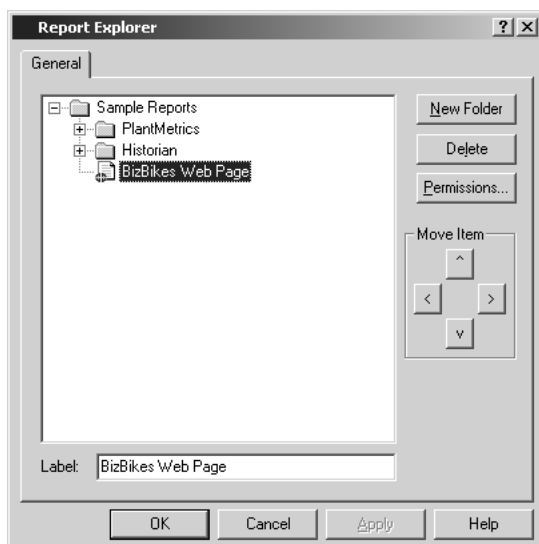 Report Explorer
? X
General
Sample Reports
PlantMetrics
Historian
BizBikes Web Page
New Folder
Delete
Permissions...
Move Item
^
< >
v
Label: BizBikes Web Page
OK Cancel Apply Help